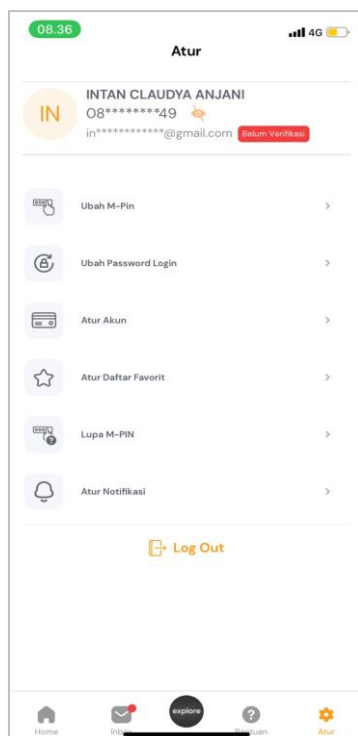 08.36
4G
Atur
IN
INTAN CLAUDYA ANJANI
08********49
in************@gmail.com Belum Verifikasi
Ubah M-Pin
Ubah Password Login
Atur Akun
Atur Daftar Favorit
Lupa M-PIN
Atur Notifikasi
Log Out
explore
Home Inbox Bantuan Atur